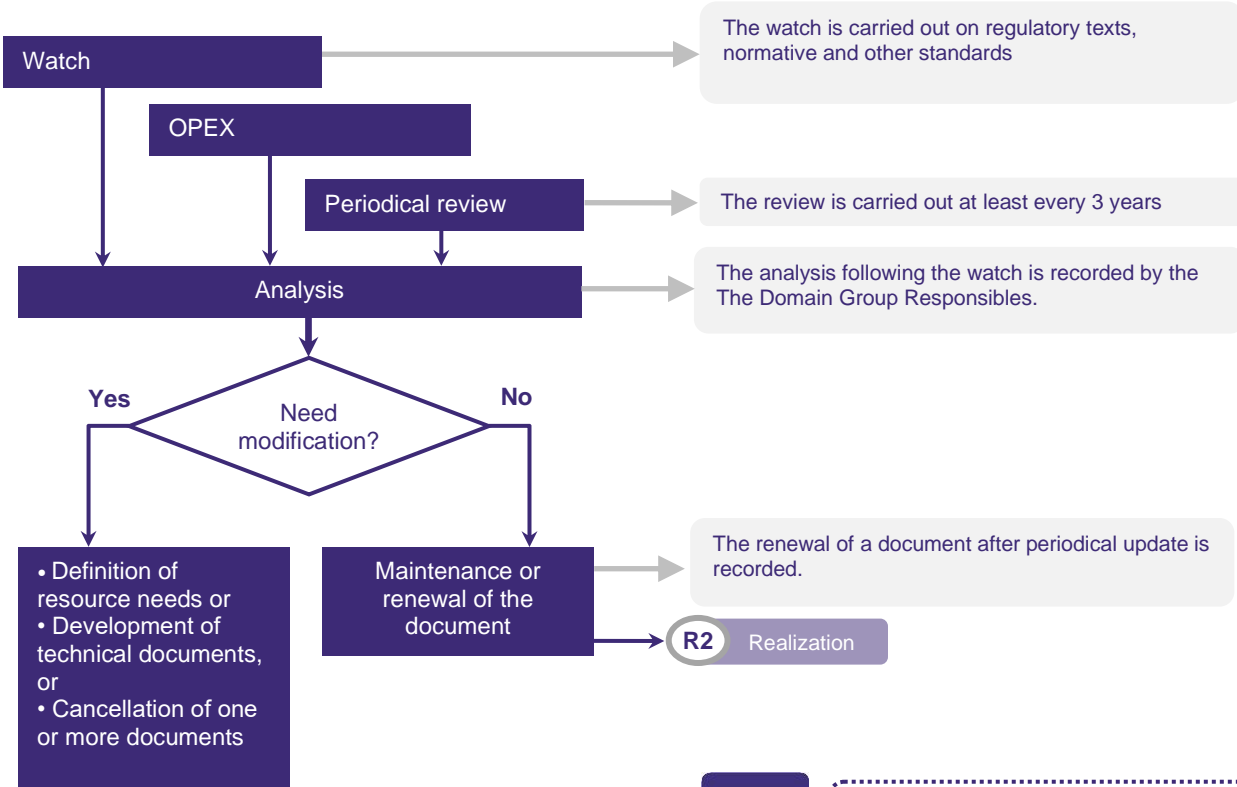 Watch
The watch is carried out on regulatory texts,
normative and other standards
OPEX
Periodical review
The review is carried out at least every 3 years
Analysis
The analysis following the watch is recorded by the
The Domain Group Responsibles.
Yes
No
Need
modification?
• Definition of
resource needs or
• Development of
technical documents,
or
• Cancellation of one
or more documents
Maintenance or
renewal of the
document
The renewal of a document after periodical update is
recorded.
R2 Realization